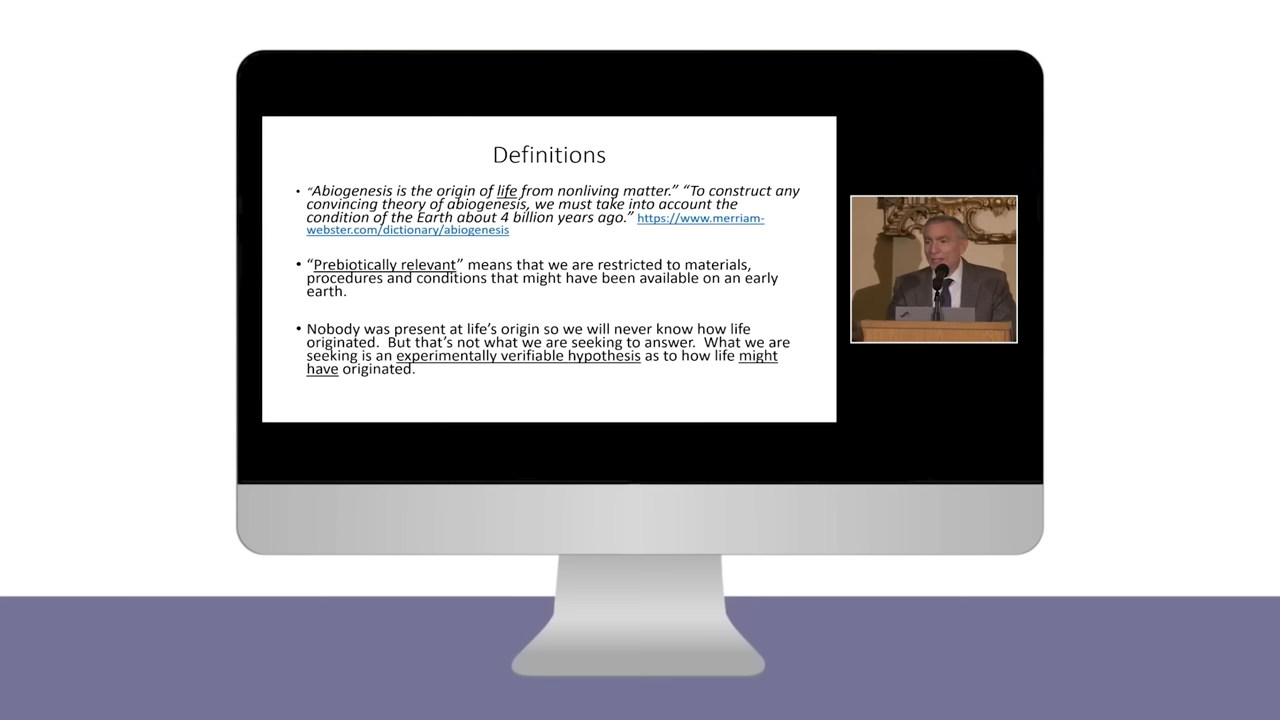 Definitions
• “Abiogenesis is the origin of life from nonliving matter.” “To construct any
convincing theory of abiogenesis, we must take into account the
condition of the Earth about 4 billion years ago.” https://www.merriam-
webster.com/dictionary/abiogenesis
• “Prebiotically relevant” means that we are restricted to materials,
procedures and conditions that might have been available on an early
earth.
• Nobody was present at life’s origin so we will never know how life
originated.  But that’s not what we are seeking to answer.  What we are
seeking is an experimentally verifiable hypothesis as to how life might
have originated.